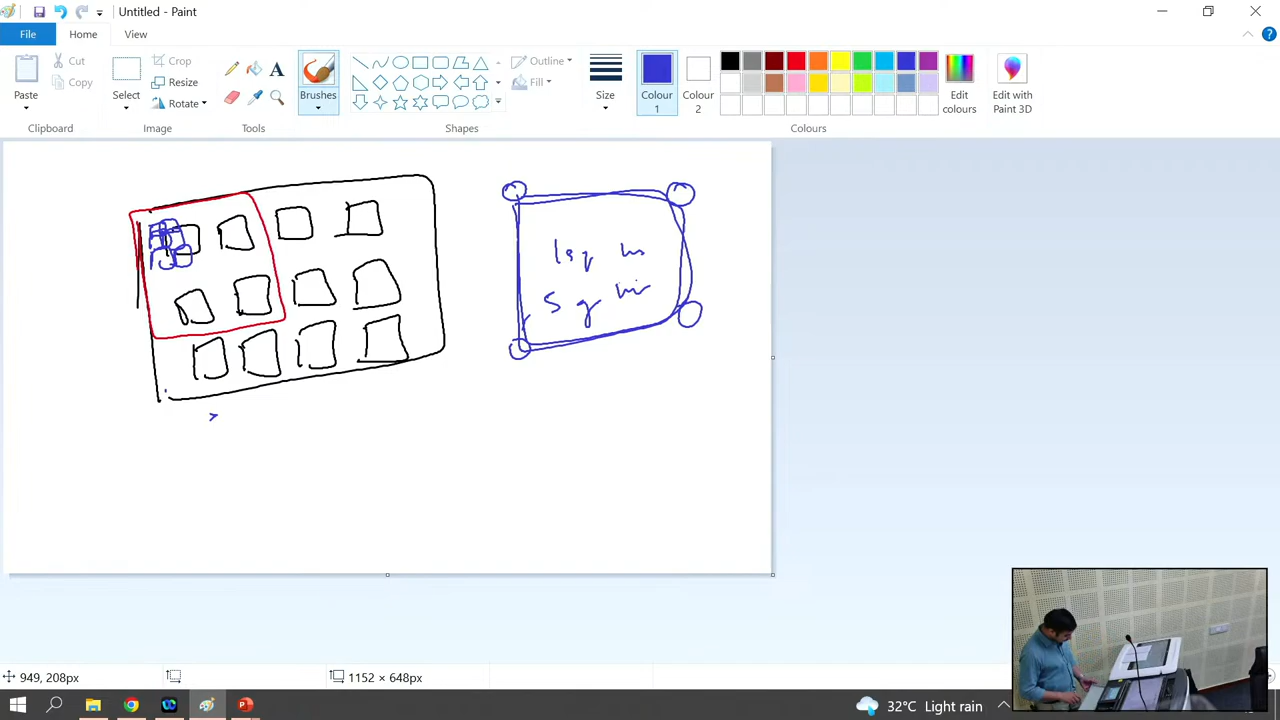 Untitled - Paint
File
Home
View
Paste
Cut
Copy
Clipboard
Select
Crop
Resize
Rotate
Image
A
Tools
Brushes
Outline
Fill
Shapes
Size
Colour 1
Colour 2
Edit colours
Colours
Edit with Paint 3D
949, 208px
1152 × 648px
32°C Light rain